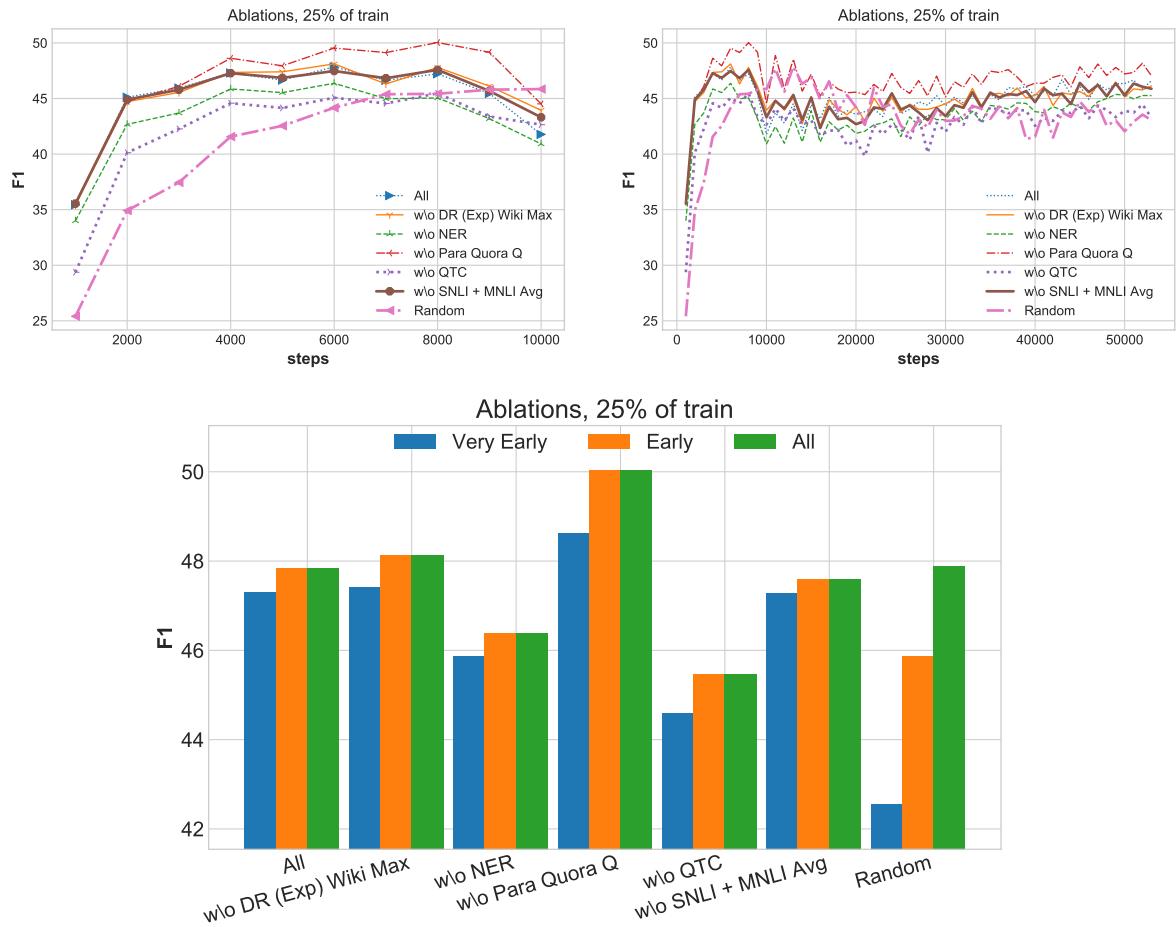 Ablations, 25% of train
F1
50
45
40
35
30
25
All
w\o DR (Exp) Wiki Max
w\o NER
w\o Para Quora Q
w\o QTC
w\o SNLI + MNLI Avg
Random
2000 4000 6000 8000 10000
steps
Ablations, 25% of train
F1
50
45
40
35
30
25
All
w\o DR (Exp) Wiki Max
w\o NER
w\o Para Quora Q
w\o QTC
w\o SNLI + MNLI Avg
Random
0 10000 20000 30000 40000 50000
steps
Ablations, 25% of train
Very Early Early All
F1
50
48
46
44
42
All
w\o DR (Exp) Wiki Max
w\o NER
w\o Para Quora Q
w\o QTC
w\o SNLI + MNLI Avg
Random